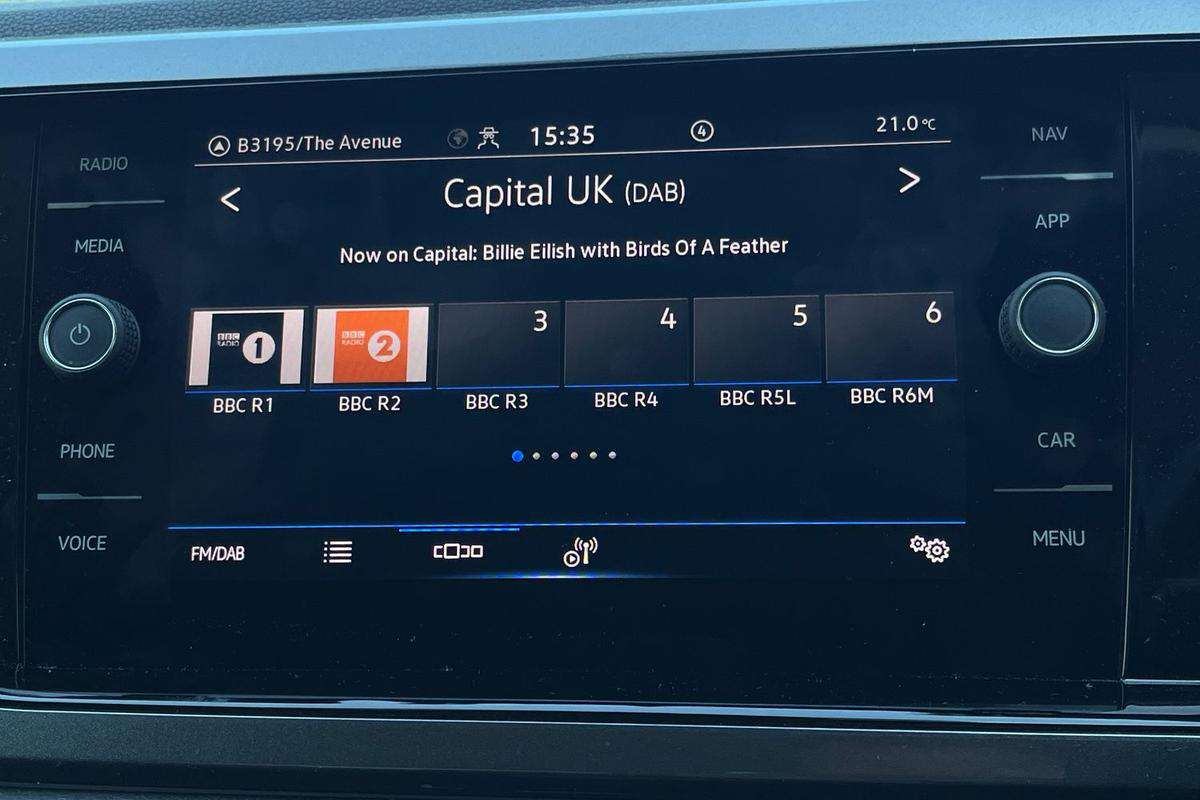 RADIO
MEDIA
PHONE
VOICE
B3195/The Avenue 15:35 4 21.0°C
< Capital UK (DAB) >
Now on Capital: Billie Eilish with Birds Of A Feather
BBC RADIO 1 BBC RADIO 2 3 4 5 6
BBC R1 BBC R2 BBC R3 BBC R4 BBC R5L BBC R6M
FM/DAB
NAV
APP
CAR
MENU